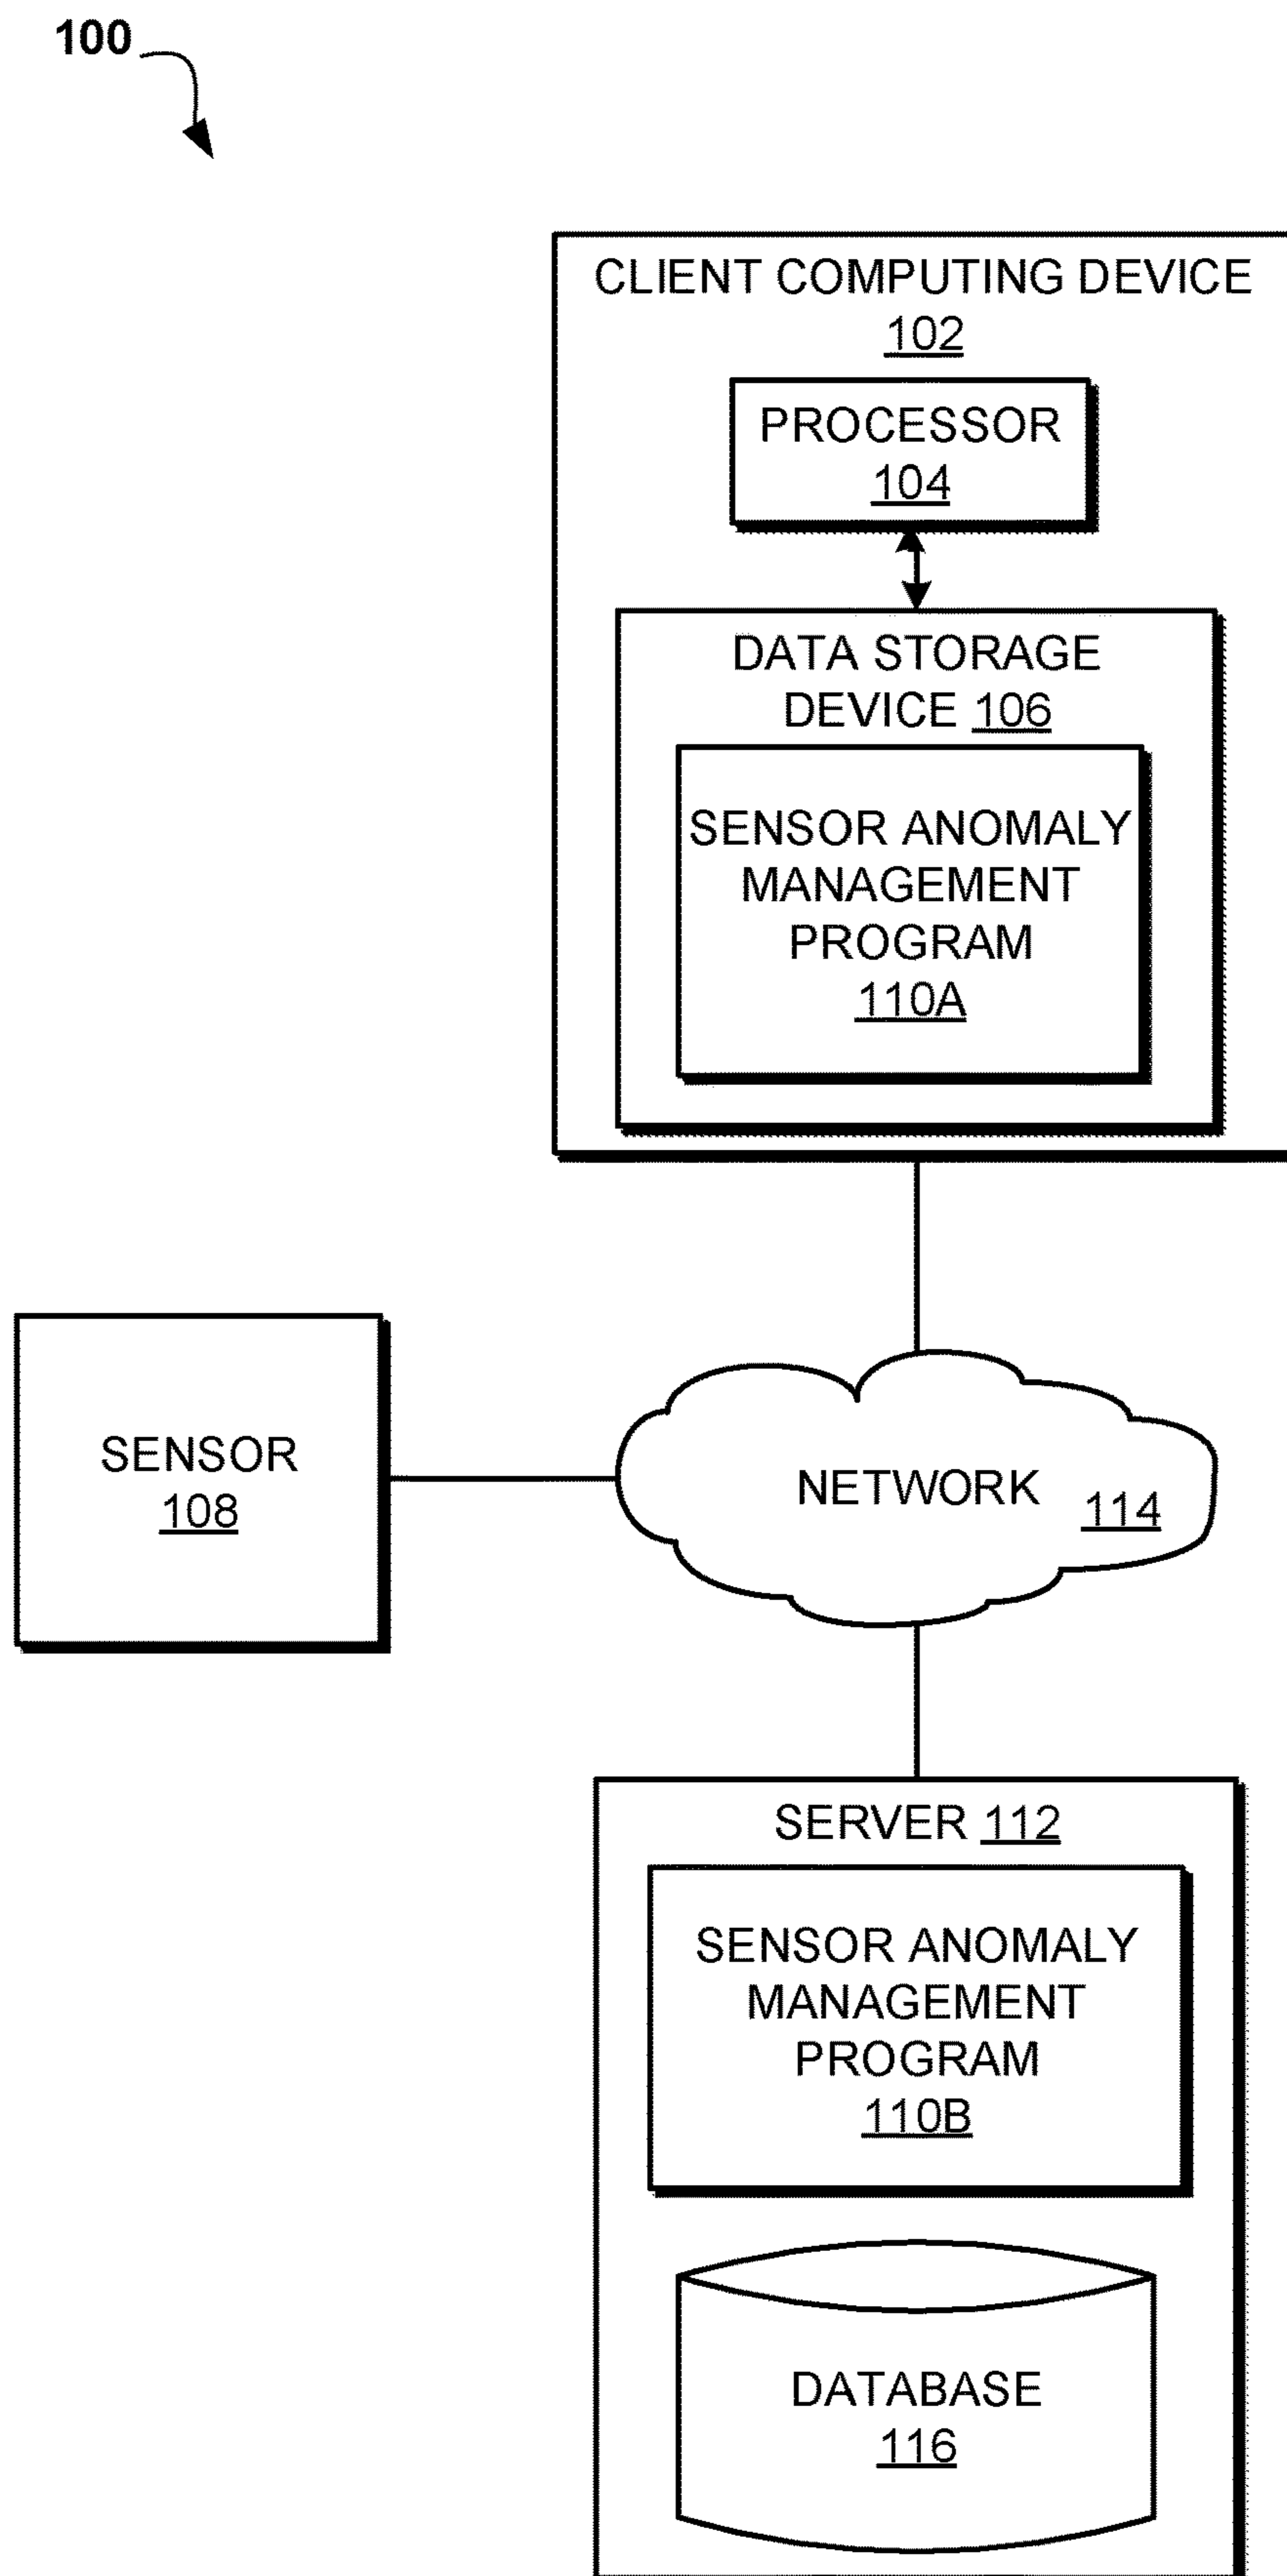 100
CLIENT COMPUTING DEVICE
102
PROCESSOR
104
DATA STORAGE
DEVICE 106
SENSOR ANOMALY
MANAGEMENT
PROGRAM
110A
SENSOR
108
NETWORK 114
SERVER 112
SENSOR ANOMALY
MANAGEMENT
PROGRAM
110B
DATABASE
116